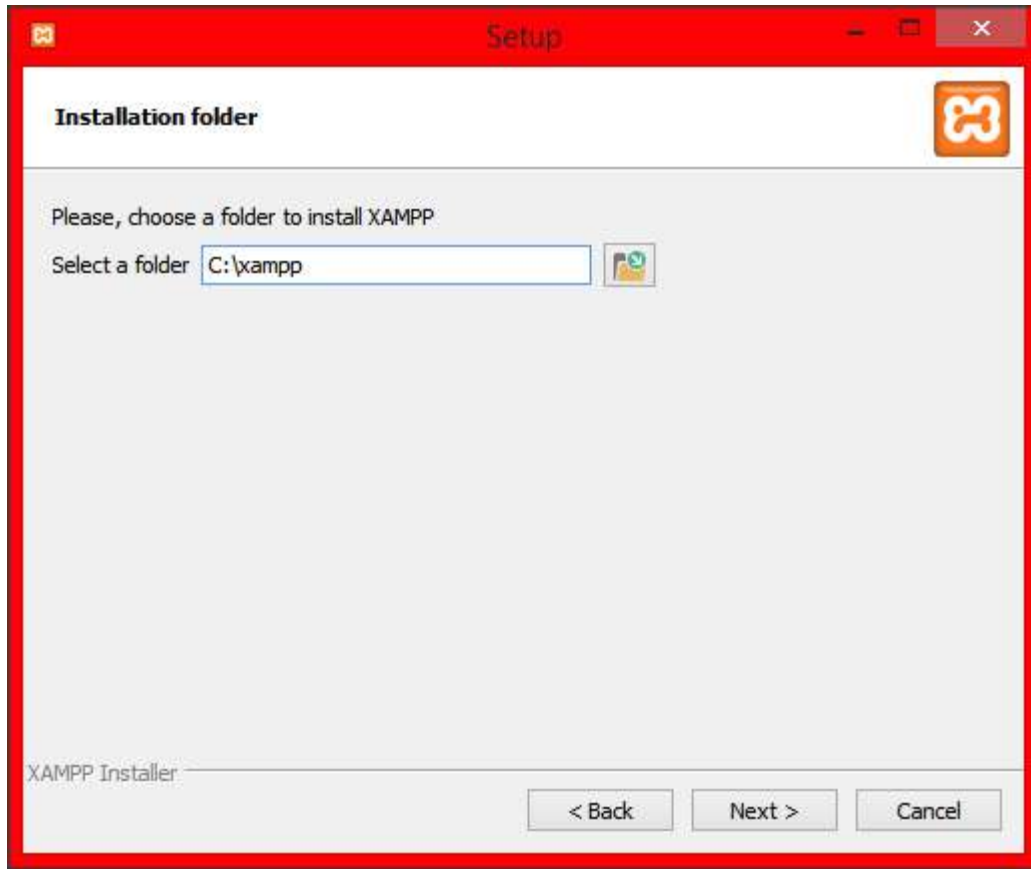 Setup
Installation folder
Please, choose a folder to install XAMPP
Select a folder C:\xampp
XAMPP Installer
< Back Next > Cancel